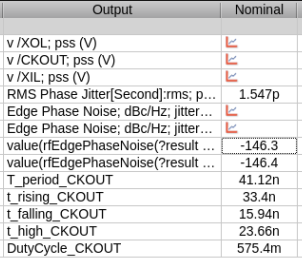 Output Nominal
v /XOL; pss (V)
v /CKOUT; pss (V)
v /XIL; pss (V)
RMS Phase Jitter[Second]:rms; p... 1.547p
Edge Phase Noise; dBc/Hz; jitter...
Edge Phase Noise; dBc/Hz; jitter...
value(rfEdgePhaseNoise(?result ... -146.3
value(rfEdgePhaseNoise(?result ... -146.4
T_period_CKOUT 41.12n
t_rising_CKOUT 33.4n
t_falling_CKOUT 15.94n
t_high_CKOUT 23.66n
DutyCycle_CKOUT 575.4m